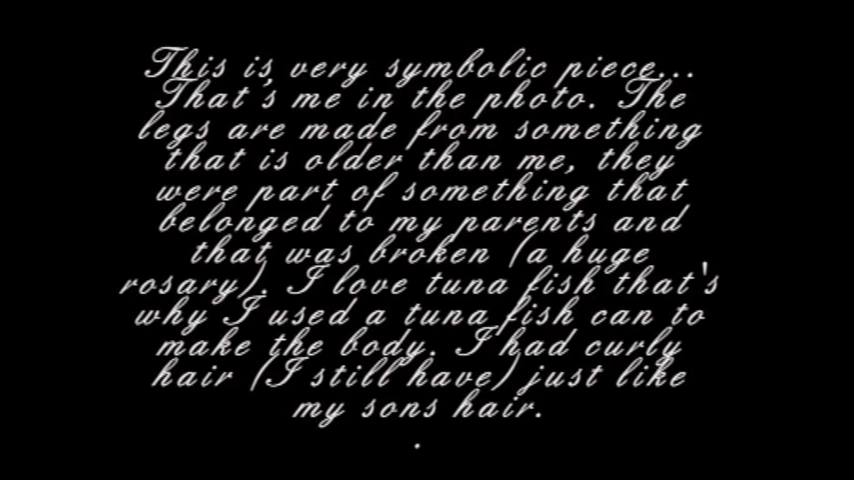 This is very symbolic piece...
That's me in the photo. The
legs are made from something
that is older than me, they
were part of something that
belonged to my parents and
that was broken (a huge
rosary). I love tuna fish that's
why I used a tuna fish can to
make the body. I had curly
hair (I still have) just like
my sons hair.
.